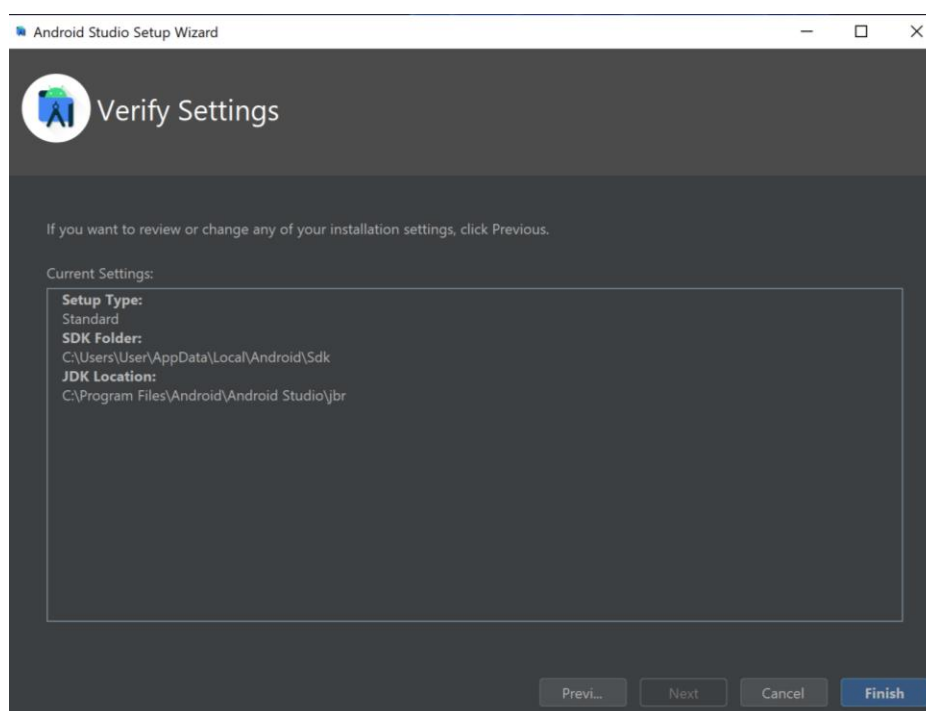 Android Studio Setup Wizard
Verify Settings
If you want to review or change any of your installation settings, click Previous.
Current Settings:
Setup Type:
Standard
SDK Folder:
C:\Users\User\AppData\Local\Android\Sdk
JDK Location:
C:\Program Files\Android\Android Studio\jbr
Previ... Next Cancel Finish